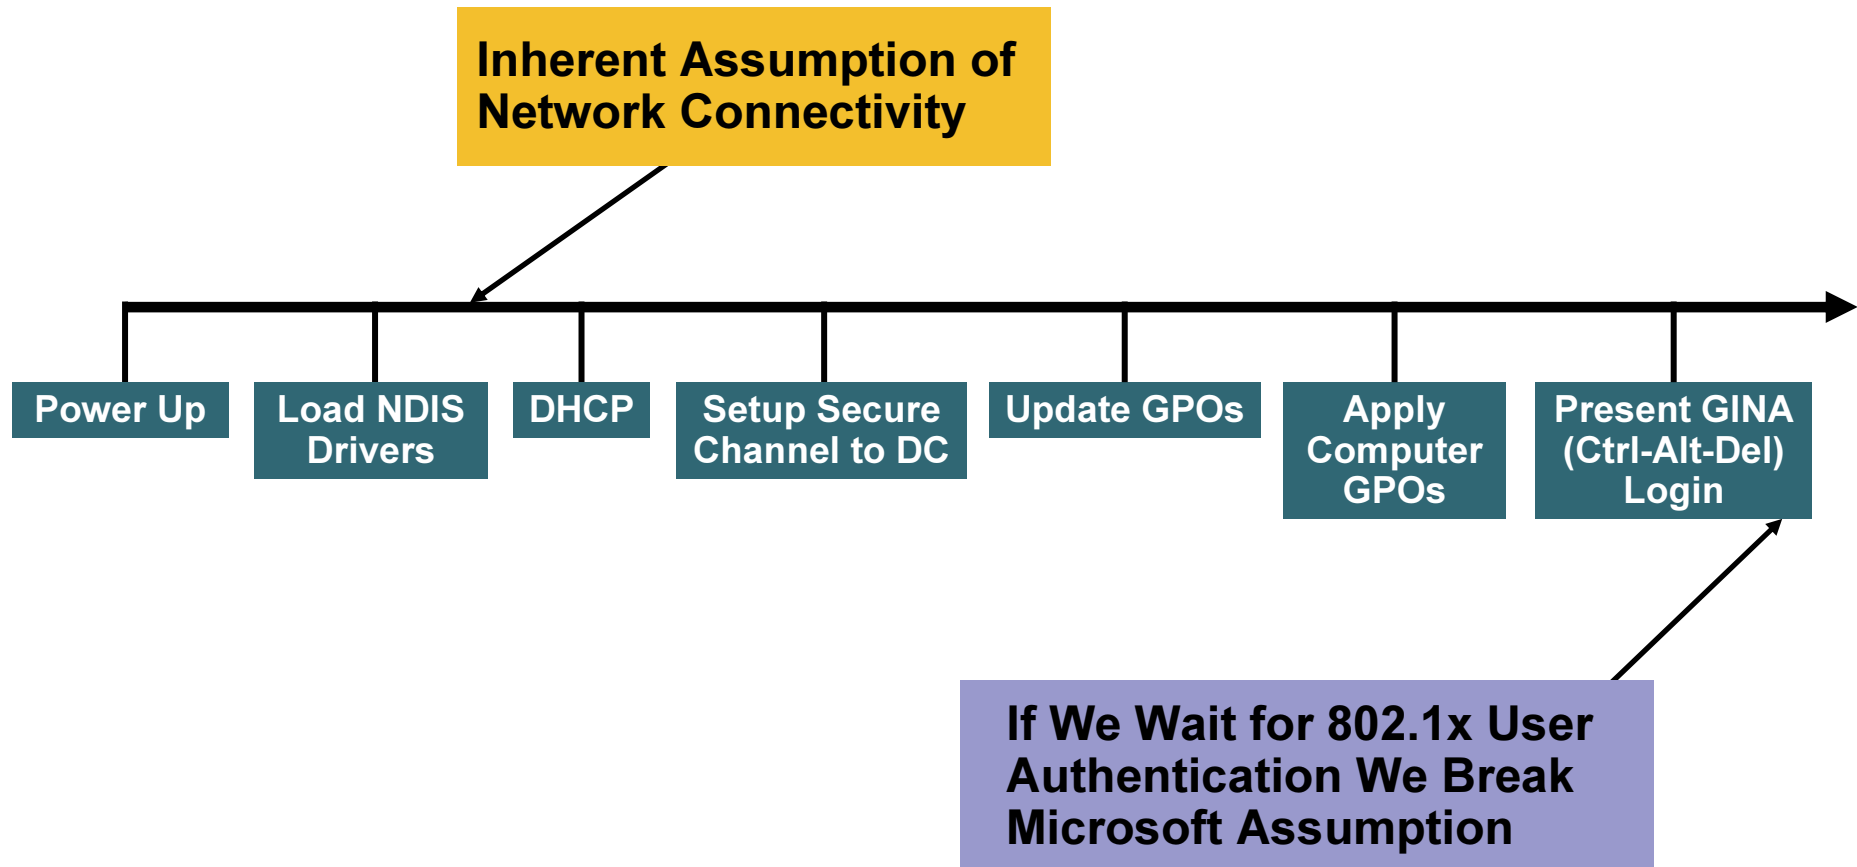 Inherent Assumption of
Network Connectivity
Power Up
Load NDIS
Drivers
DHCP
Setup Secure
Channel to DC
Update GPOs
Apply
Computer
GPOs
Present GINA
(Ctrl-Alt-Del)
Login
If We Wait for 802.1x User
Authentication We Break
Microsoft Assumption